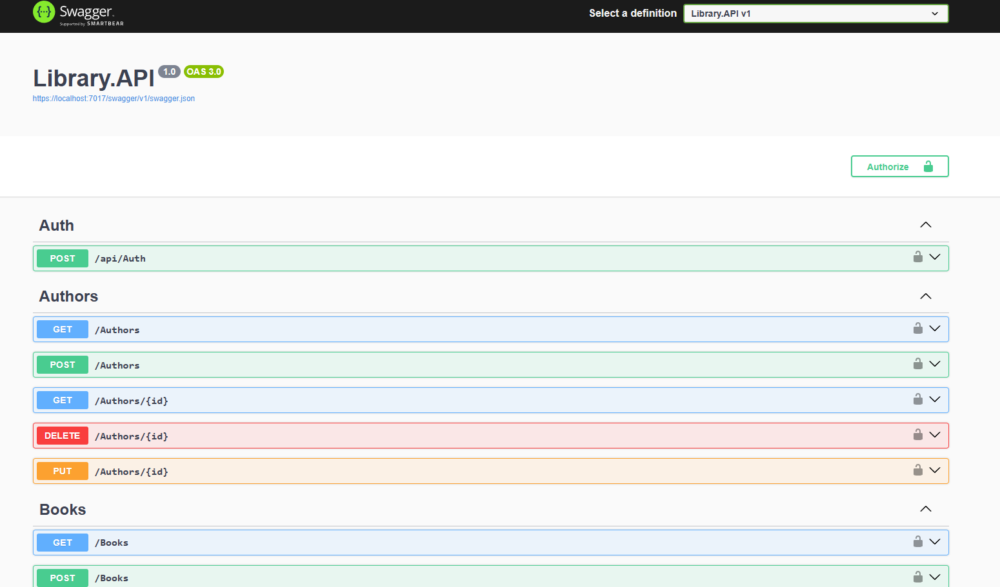 {···} Swagger
Supported by SMARTBEAR
Select a definition
Library.API v1
Library.API 1.0 OAS 3.0
https://localhost:7017/swagger/v1/swagger.json
Authorize
Auth
POST /api/Auth
Authors
GET /Authors
POST /Authors
GET /Authors/{id}
DELETE /Authors/{id}
PUT /Authors/{id}
Books
GET /Books
POST /Books